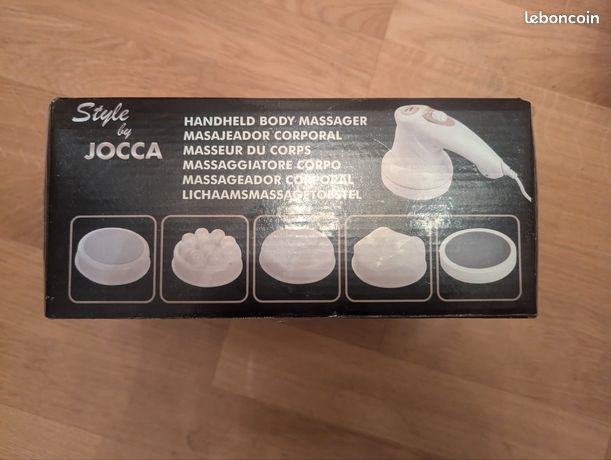 leboncoin
Style
by
JOCCA
HANDHELD BODY MASSAGER
MASAJEADOR CORPORAL
MASSEUR DU CORPS
MASSAGGIATORE CORPO
MASSAGEADOR CORPORAL
LICHAAMSMASSAGETOESTEL